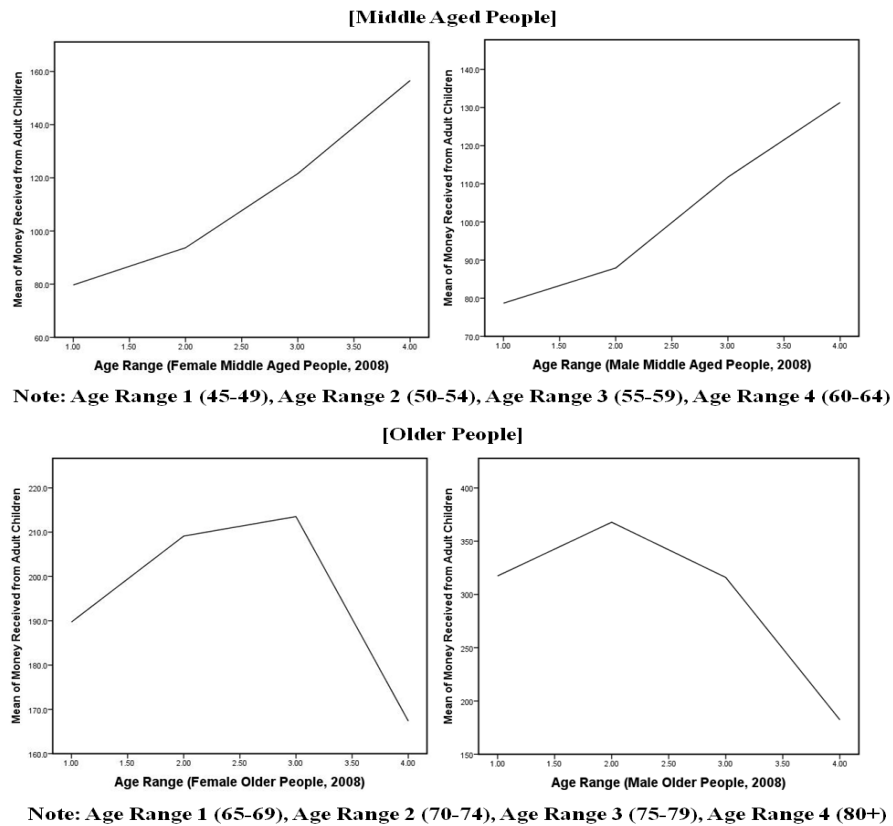 [Middle Aged People]
Mean of Money Received from Adult Children
160.0
140.0
120.0
100.0
80.0
60.0
1.00 1.50 2.00 2.50 3.00 3.50 4.00
Age Range (Female Middle Aged People, 2008)
Mean of Money Received from Adult Children
140.0
130.0
120.0
110.0
100.0
90.0
80.0
70.0
1.00 1.50 2.00 2.50 3.00 3.50 4.00
Age Range (Male Middle Aged People, 2008)
Note: Age Range 1 (45-49), Age Range 2 (50-54), Age Range 3 (55-59), Age Range 4 (60-64)
[Older People]
Mean of Money Received from Adult Children
220.0
210.0
200.0
190.0
180.0
170.0
160.0
1.00 1.50 2.00 2.50 3.00 3.50 4.00
Age Range (Female Older People, 2008)
Mean of Money Received from Adult Children
400
350
300
250
200
150
1.00 1.50 2.00 2.50 3.00 3.50 4.00
Age Range (Male Older People, 2008)
Note: Age Range 1 (65-69), Age Range 2 (70-74), Age Range 3 (75-79), Age Range 4 (80+)